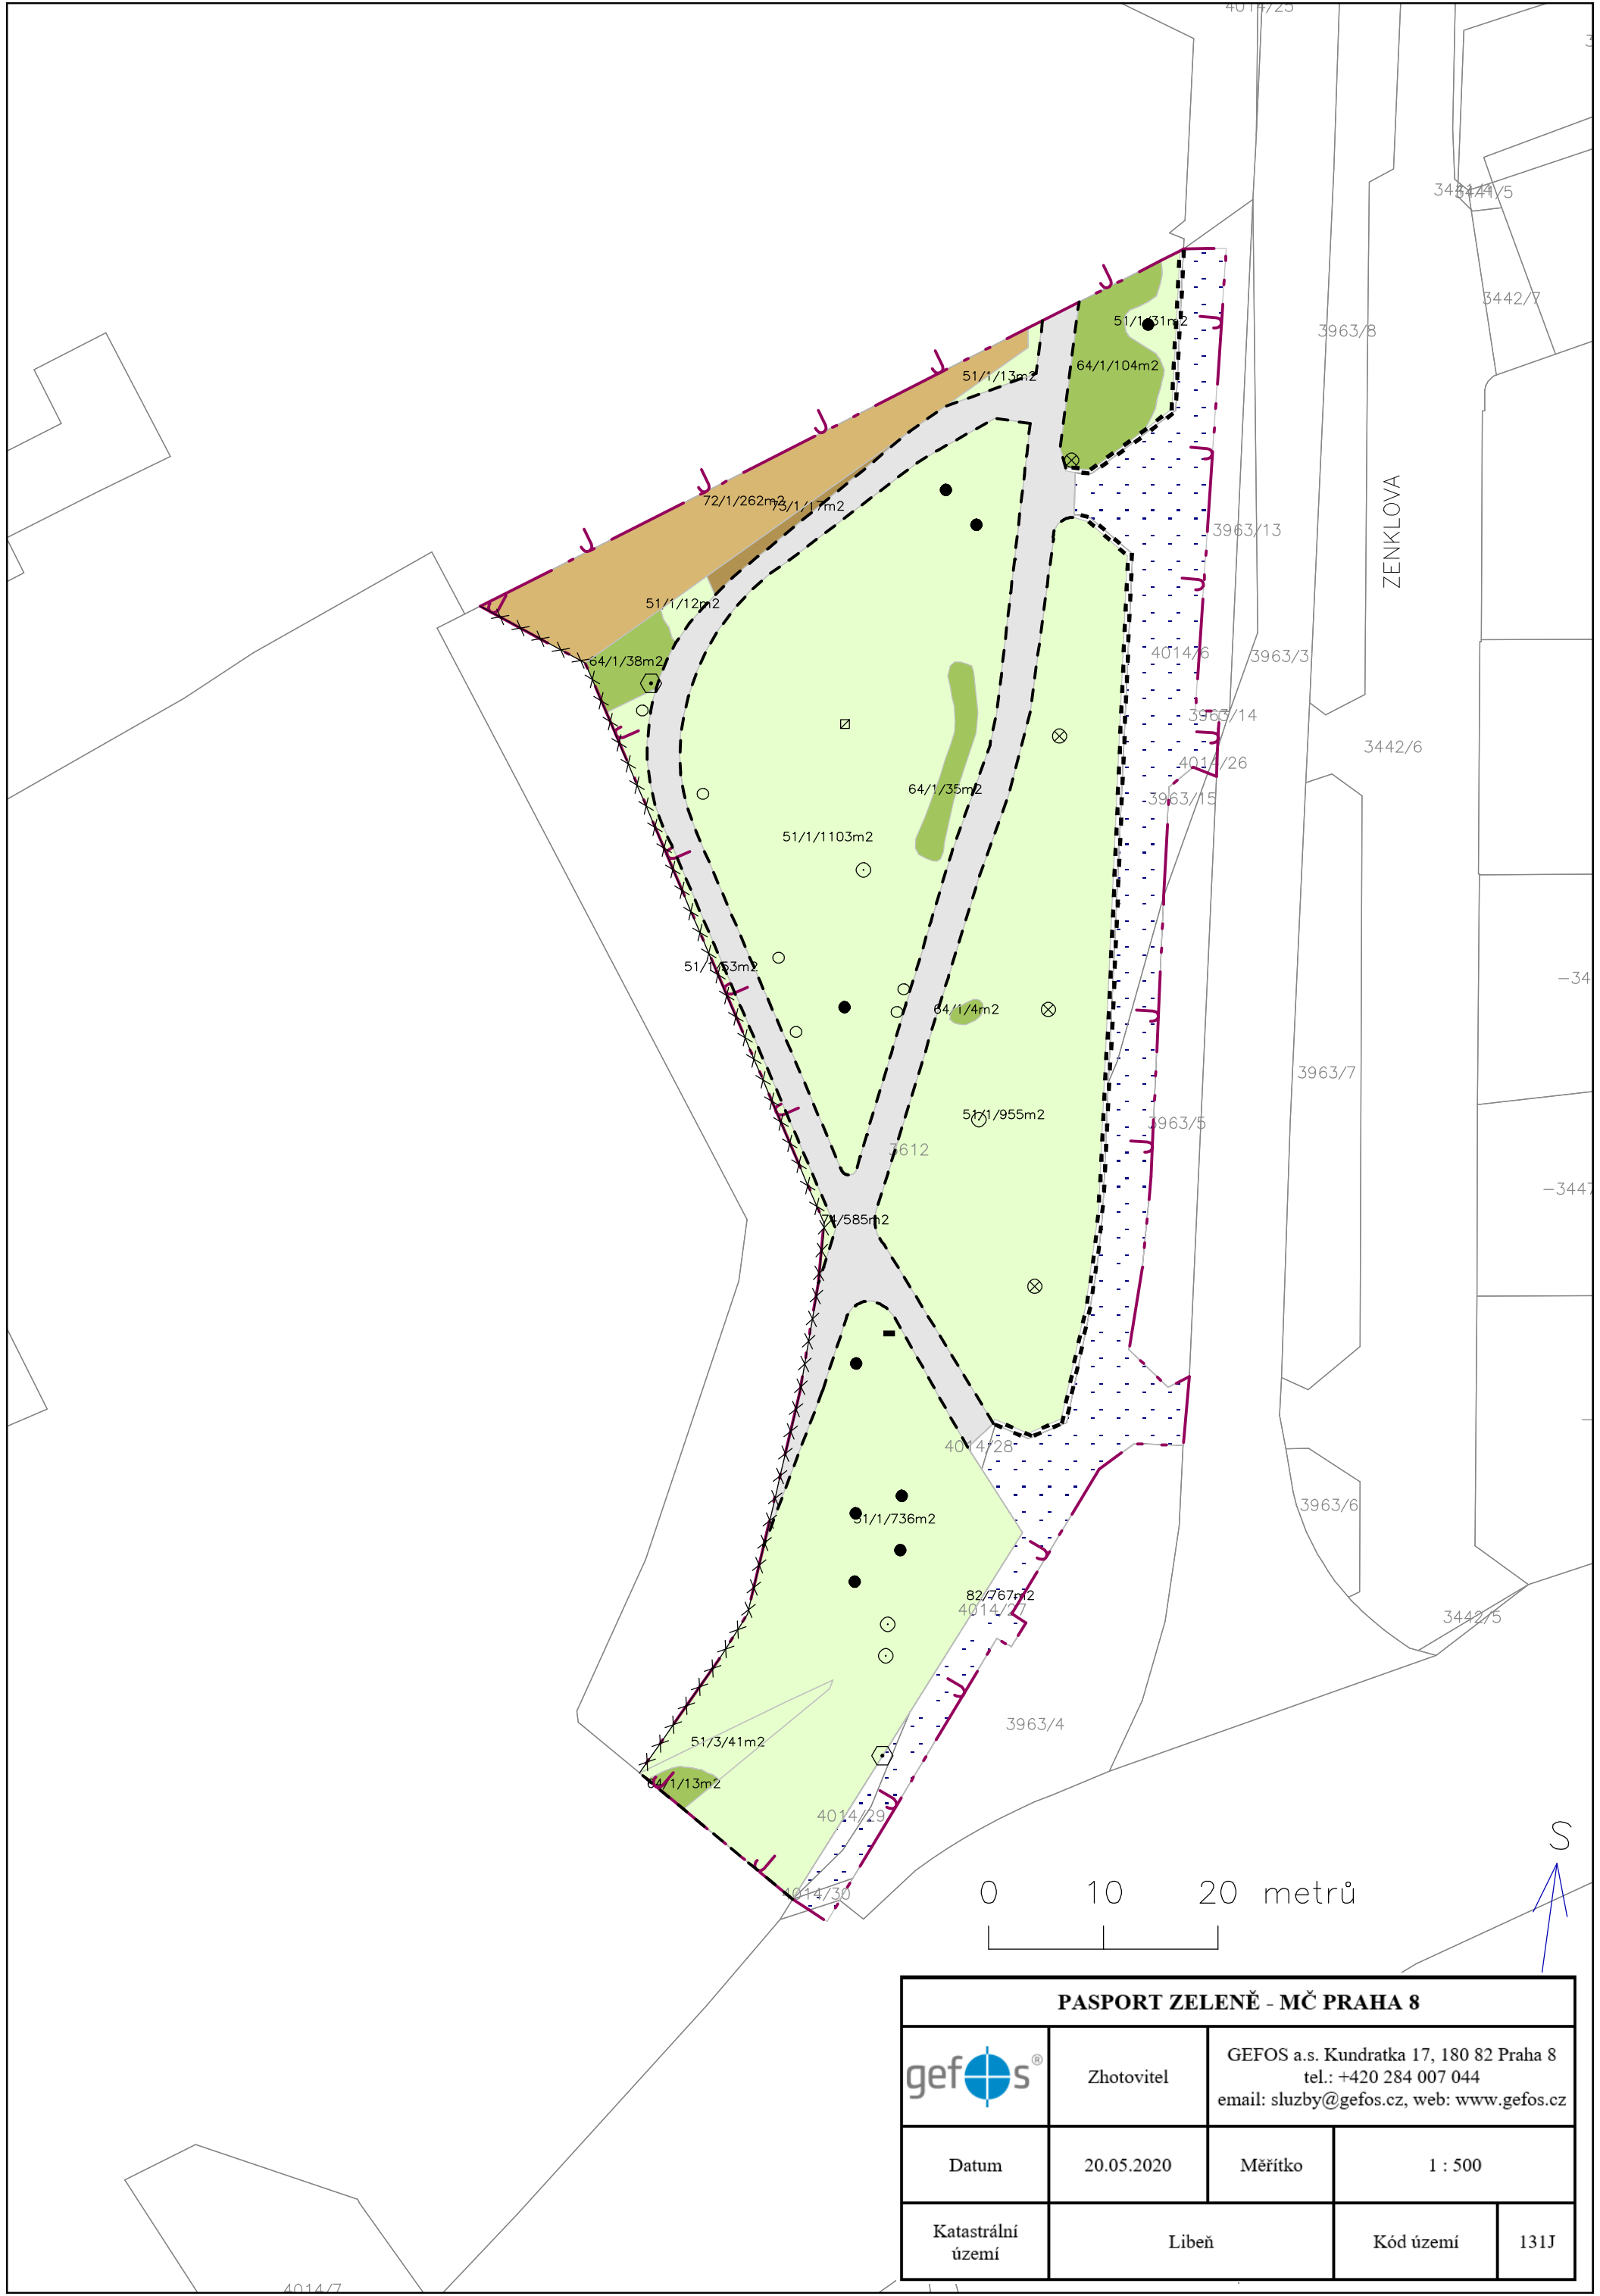 4014/25
3441/5
3442/7
3963/8
51/1/31m2
64/1/104m2
51/1/13m2
72/1/262m2
73/1/17m2
3963/13
ZENKLOVA
51/1/12m2
4014/6
3963/3
64/1/38m2
3963/14
3442/6
4014/26
64/1/35m2
3963/15
51/1/1103m2
51/1/53m2
-34
64/1/4m2
3963/7
51/1/955m2
3963/5
3612
-3447
74/585m2
4014/28
3963/6
51/1/736m2
82/767m2
4014/27
3442/5
3963/4
51/3/41m2
64/1/13m2
4014/29
4014/30
S
0 10 20 metrů
PASPORT ZELENĚ - MČ PRAHA 8
gefos®
Zhotovitel
GEFOS a.s. Kundratka 17, 180 82 Praha 8
tel.: +420 284 007 044
email: sluzby@gefos.cz, web: www.gefos.cz
Datum
20.05.2020
Měřítko
1 : 500
Katastrální
území
Libeň
Kód území
131J
4014/7